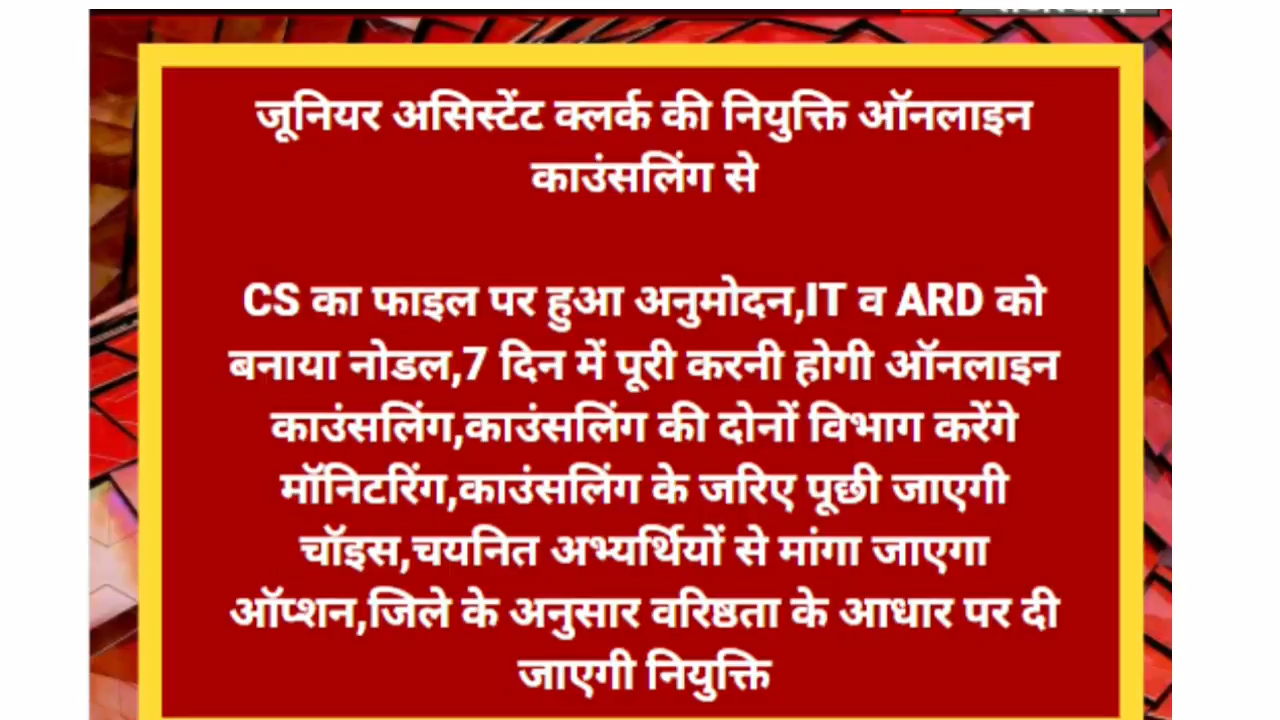 जूनियर असिस्टेंट क्लर्क की नियुक्ति ऑनलाइन
काउंसलिंग से
CS का फाइल पर हुआ अनुमोदन,IT व ARD को
बनाया नोडल,7 दिन में पूरी करनी होगी ऑनलाइन
काउंसलिंग,काउंसलिंग की दोनों विभाग करेंगे
मॉनिटरिंग,काउंसलिंग के जरिए पूछी जाएगी
चॉइस,चयनित अभ्यर्थियों से मांगा जाएगा
ऑप्शन,जिले के अनुसार वरिष्ठता के आधार पर दी
जाएगी नियुक्ति